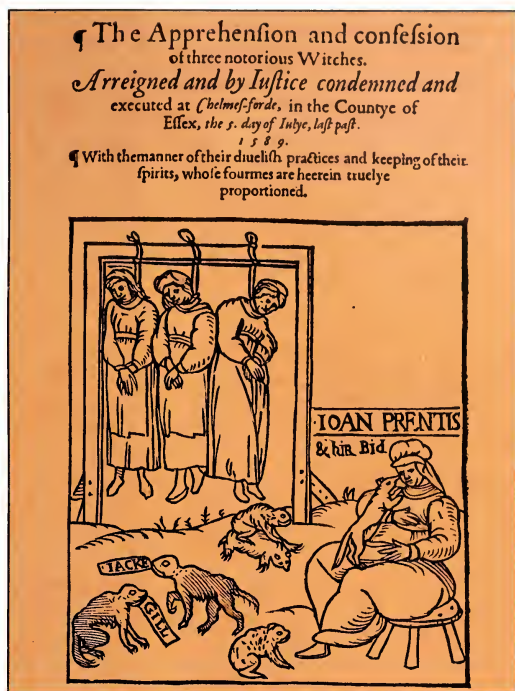 ¶ The Apprehenſion and confeſsion
of three notorious Witches.
Arreigned and by Iuſtice condemned and
executed at Chelmeſ-forde, in the Countye of
Eſſex, the 5. day of Iulye, laſt paſt.
1589.
¶ With themanner of their diueliſh practices and keeping of their
ſpirits, whoſe fourmes are heerein truelye
proportioned.
IOAN PRENTIS
& hir Bid
IACKE
GILL